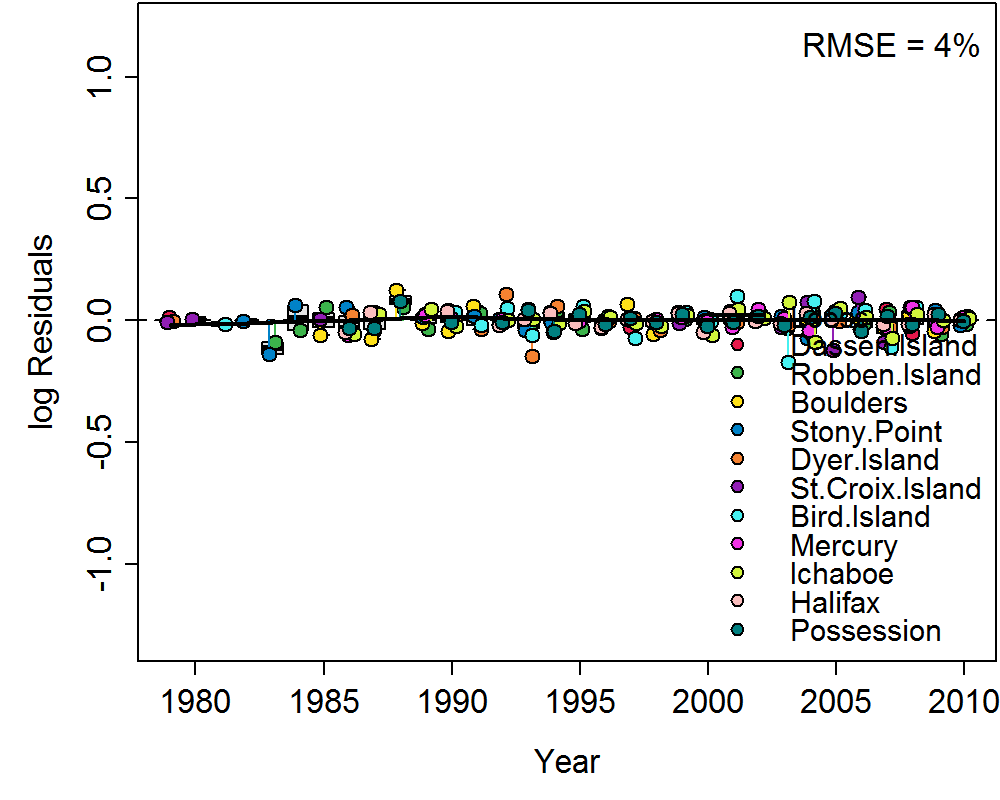 RMSE = 4%
1.0
0.5
0.0
-0.5
-1.0
log Residuals
Dassen.Island
Robben.Island
Boulders
Stony.Point
Dyer.Island
St.Croix.Island
Bird.Island
Mercury
Ichaboe
Halifax
Possession
1980 1985 1990 1995 2000 2005 2010
Year